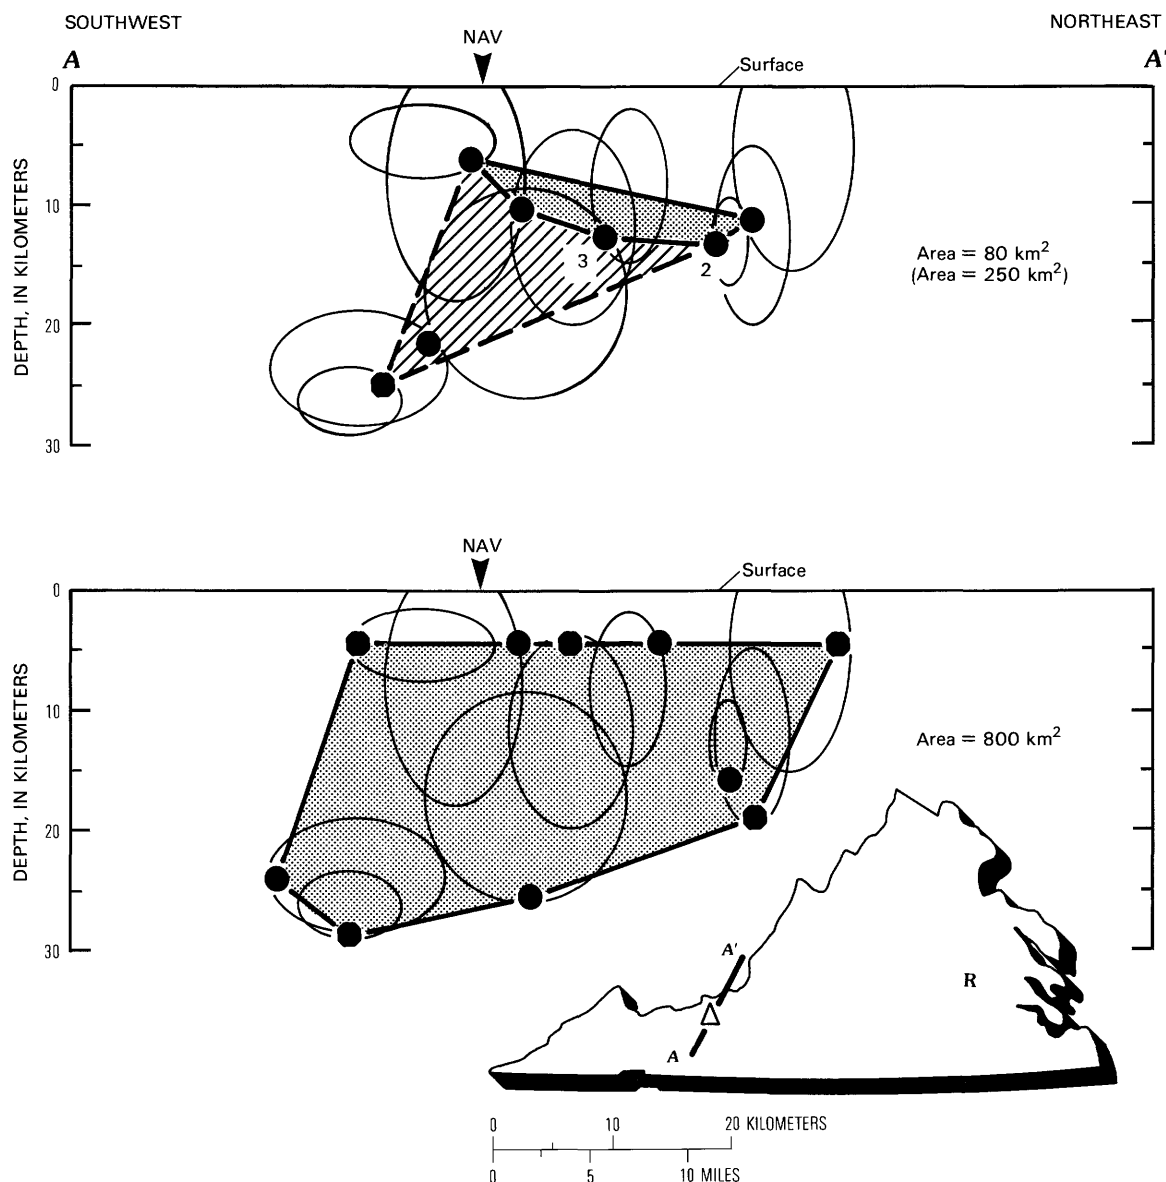 SOUTHWEST
NORTHEAST
A
NAV
Surface
A'
0
10
20
30
DEPTH, IN KILOMETERS
3
2
Area = 80 km²
(Area = 250 km²)
NAV
Surface
0
10
20
30
DEPTH, IN KILOMETERS
Area = 800 km²
A'
R
A
0 10 20 KILOMETERS
0 5 10 MILES